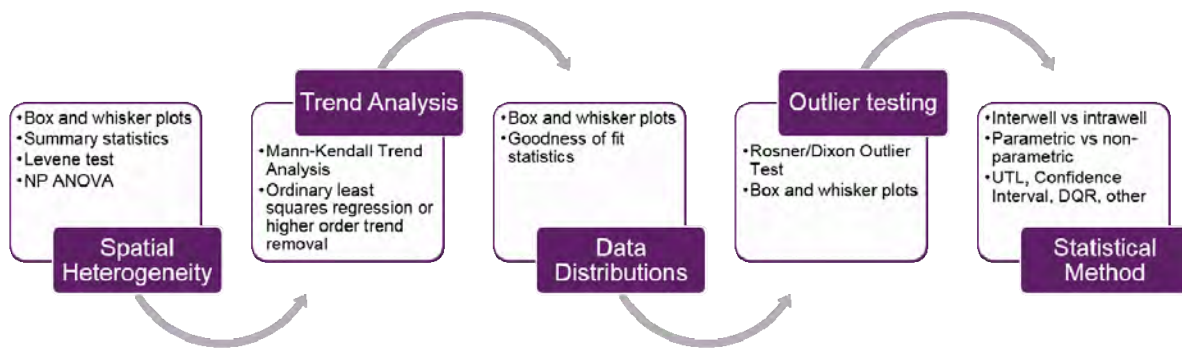 •Box and whisker plots
•Summary statistics
•Levene test
•NP ANOVA
Spatial
Heterogeneity
Trend Analysis
•Mann-Kendall Trend
Analysis
•Ordinary least
squares regression or
higher order trend
removal
•Box and whisker plots
•Goodness of fit
statistics
Data
Distributions
Outlier testing
•Rosner/Dixon Outlier
Test
•Box and whisker plots
•Interwell vs intrawell
•Parametric vs non-
parametric
•UTL, Confidence
Interval, DQR, other
Statistical
Method